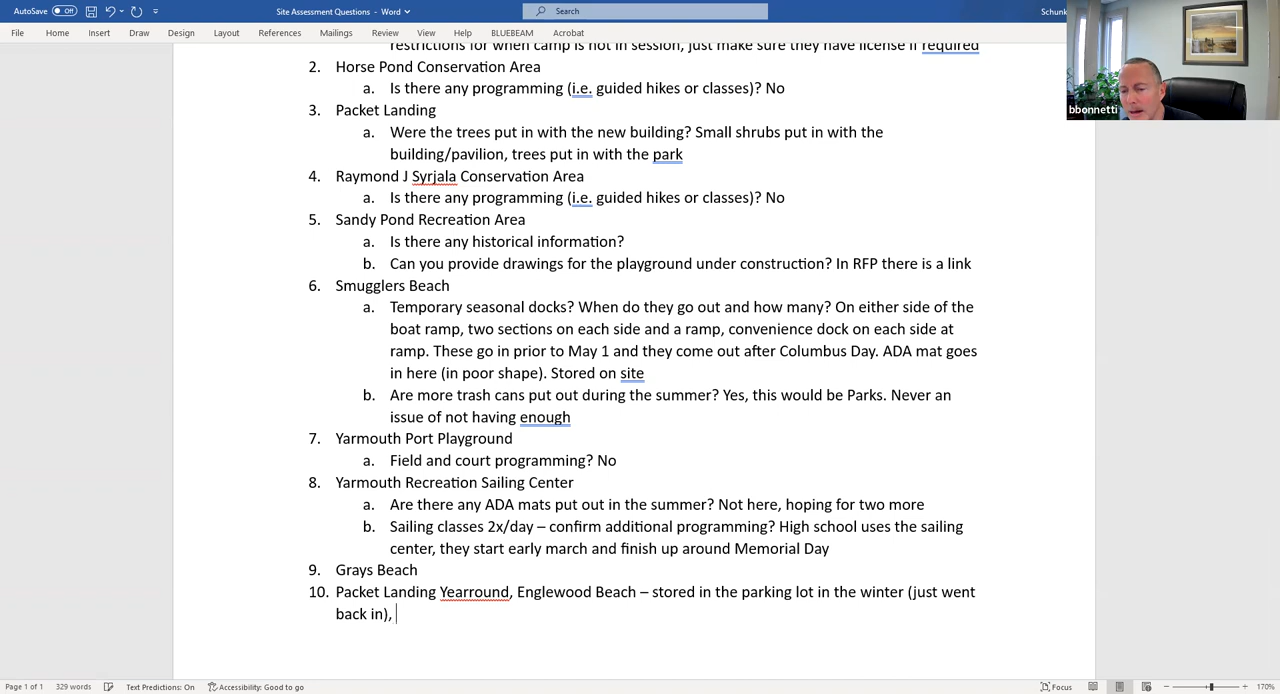 AutoSave Off Site Assessment Questions - Word Search Schunk
File Home Insert Draw Design Layout References Mailings Review View Help BLUEBEAM Acrobat
bbonnetti
restrictions for when camp is not in session, just make sure they have license if required
2. Horse Pond Conservation Area
a. Is there any programming (i.e. guided hikes or classes)? No
3. Packet Landing
a. Were the trees put in with the new building? Small shrubs put in with the
building/pavilion, trees put in with the park
4. Raymond J Syrjala Conservation Area
a. Is there any programming (i.e. guided hikes or classes)? No
5. Sandy Pond Recreation Area
a. Is there any historical information?
b. Can you provide drawings for the playground under construction? In RFP there is a link
6. Smugglers Beach
a. Temporary seasonal docks? When do they go out and how many? On either side of the
boat ramp, two sections on each side and a ramp, convenience dock on each side at
ramp. These go in prior to May 1 and they come out after Columbus Day. ADA mat goes
in here (in poor shape). Stored on site
b. Are more trash cans put out during the summer? Yes, this would be Parks. Never an
issue of not having enough
7. Yarmouth Port Playground
a. Field and court programming? No
8. Yarmouth Recreation Sailing Center
a. Are there any ADA mats put out in the summer? Not here, hoping for two more
b. Sailing classes 2x/day – confirm additional programming? High school uses the sailing
center, they start early march and finish up around Memorial Day
9. Grays Beach
10. Packet Landing Yearround, Englewood Beach – stored in the parking lot in the winter (just went
back in),
Page 1 of 1 329 words Text Predictions: On Accessibility: Good to go Focus 170%